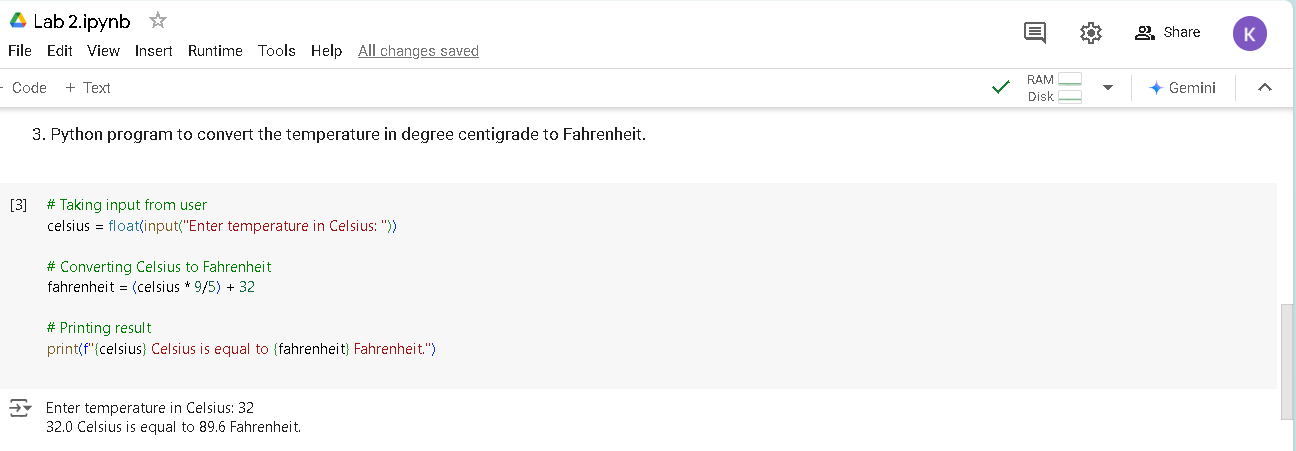 Lab 2.ipynb
File Edit View Insert Runtime Tools Help All changes saved
Share
K
Code + Text
RAM
Disk
Gemini
3. Python program to convert the temperature in degree centigrade to Fahrenheit.
[3]
# Taking input from user
celsius = float(input("Enter temperature in Celsius: "))
# Converting Celsius to Fahrenheit
fahrenheit = (celsius * 9/5) + 32
# Printing result
print(f"{celsius} Celsius is equal to {fahrenheit} Fahrenheit.")
Enter temperature in Celsius: 32
32.0 Celsius is equal to 89.6 Fahrenheit.